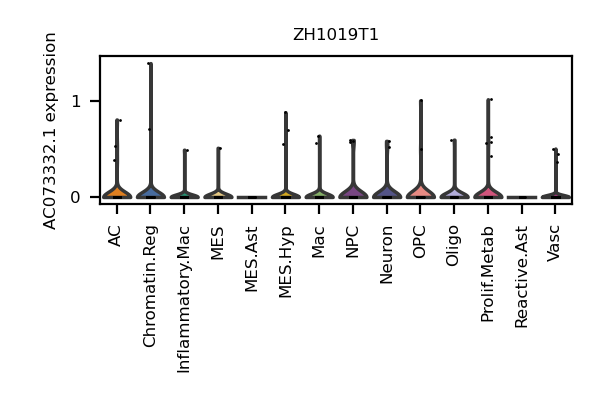 ZH1019T1
AC073332.1 expression
1
0
AC
Chromatin.Reg
Inflammatory.Mac
MES
MES.Ast
MES.Hyp
Mac
NPC
Neuron
OPC
Oligo
Prolif.Metab
Reactive.Ast
Vasc